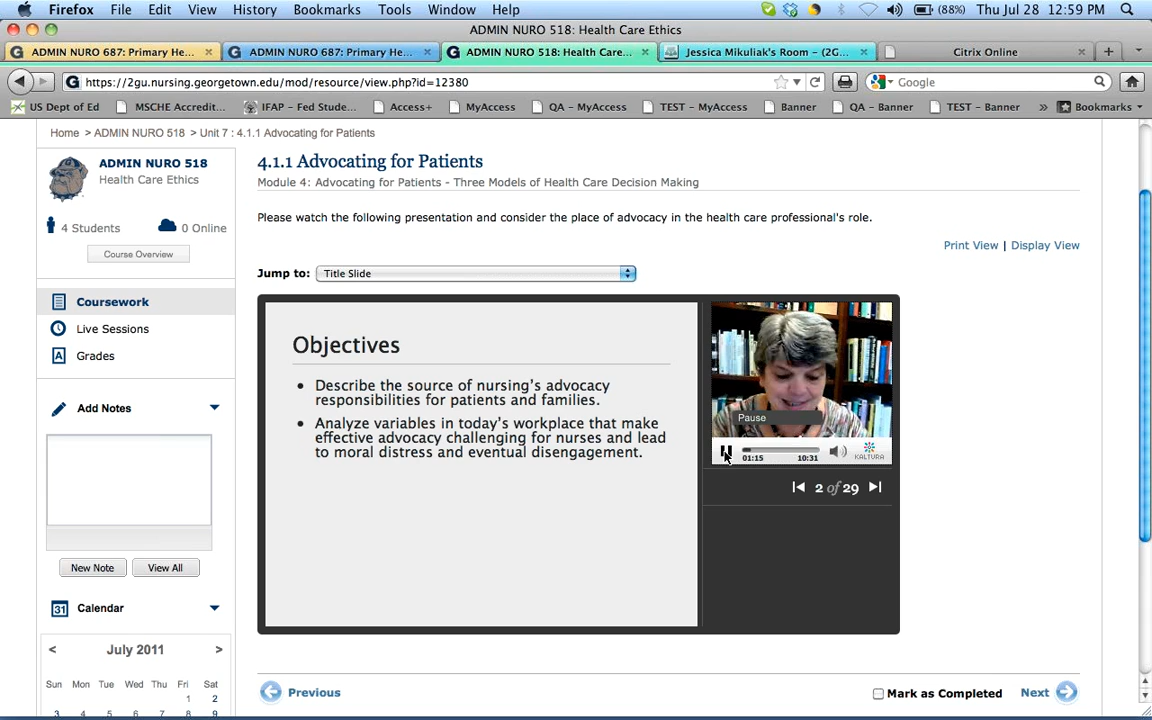 Firefox File Edit View History Bookmarks Tools Window Help (88%) Thu Jul 28 12:59 PM
ADMIN NURO 518: Health Care Ethics
ADMIN NURO 687: Primary He... ADMIN NURO 687: Primary He... ADMIN NURO 518: Health Care... Jessica Mikuliak's Room – (2G... Citrix Online
https://2gu.nursing.georgetown.edu/mod/resource/view.php?id=12380 Google
US Dept of Ed MSCHE Accredit... IFAP – Fed Stude... Access+ MyAccess QA – MyAccess TEST – MyAccess Banner QA – Banner TEST – Banner » Bookmarks
Home > ADMIN NURO 518 > Unit 7 : 4.1.1 Advocating for Patients
ADMIN NURO 518
Health Care Ethics
4 Students 0 Online
Course Overview
Coursework
Live Sessions
Grades
Add Notes
New Note View All
31 Calendar
< July 2011 >
Sun Mon Tue Wed Thu Fri Sat
1 2
3 4 5 6 7 8 9
4.1.1 Advocating for Patients
Module 4: Advocating for Patients - Three Models of Health Care Decision Making
Please watch the following presentation and consider the place of advocacy in the health care professional's role.
Print View | Display View
Jump to: Title Slide
Objectives
• Describe the source of nursing's advocacy
responsibilities for patients and families.
• Analyze variables in today's workplace that make
effective advocacy challenging for nurses and lead
to moral distress and eventual disengagement.
Pause
01:15 10:31 KALTURA
2 of 29
Previous Mark as Completed Next